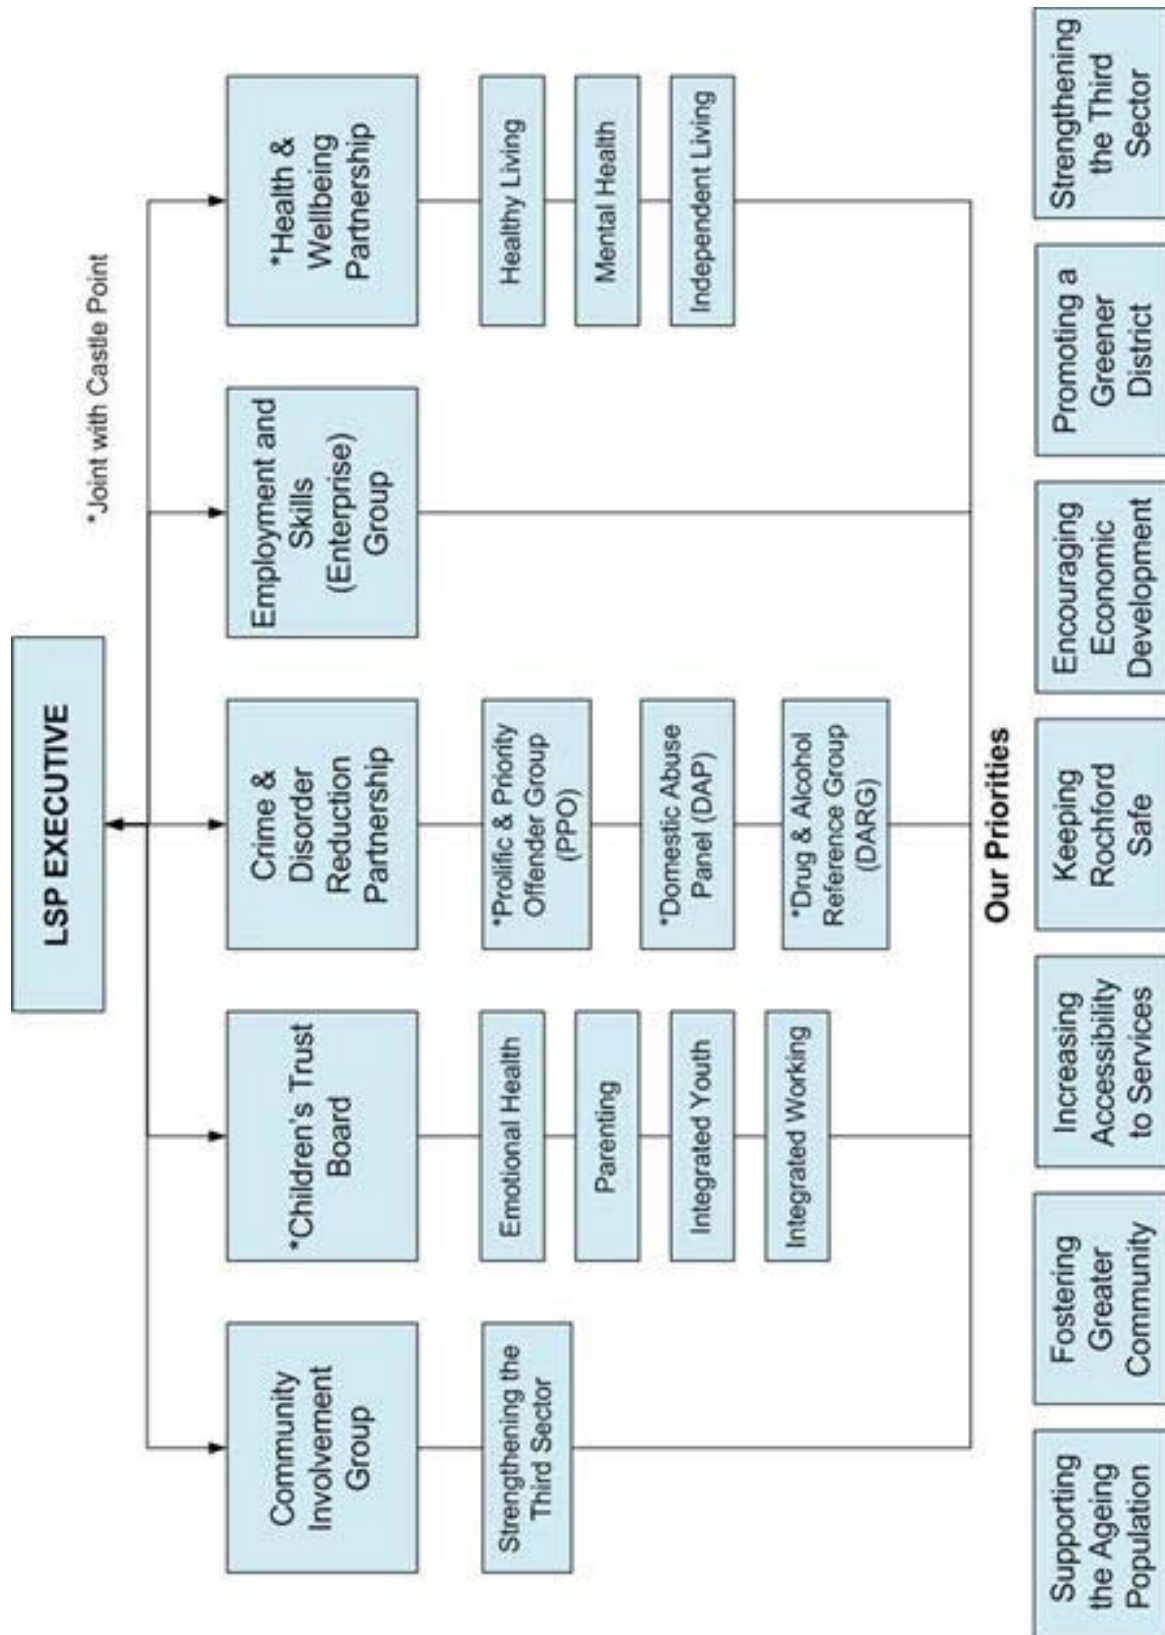 LSP EXECUTIVE
*Joint with Castle Point
Community
Involvement
Group
*Children's Trust
Board
Crime &
Disorder
Reduction
Partnership
Employment and
Skills
(Enterprise)
Group
*Health &
Wellbeing
Partnership
Strengthening the
Third Sector
Emotional Health
Parenting
Integrated Youth
Integrated Working
*Prolific & Priority
Offender Group
(PPO)
*Domestic Abuse
Panel (DAP)
*Drug & Alcohol
Reference Group
(DARG)
Healthy Living
Mental Health
Independent Living
Our Priorities
Supporting
the Ageing
Population
Fostering
Greater
Community
Increasing
Accessibility
to Services
Keeping
Rochford
Safe
Encouraging
Economic
Development
Promoting a
Greener
District
Strengthening
the Third
Sector